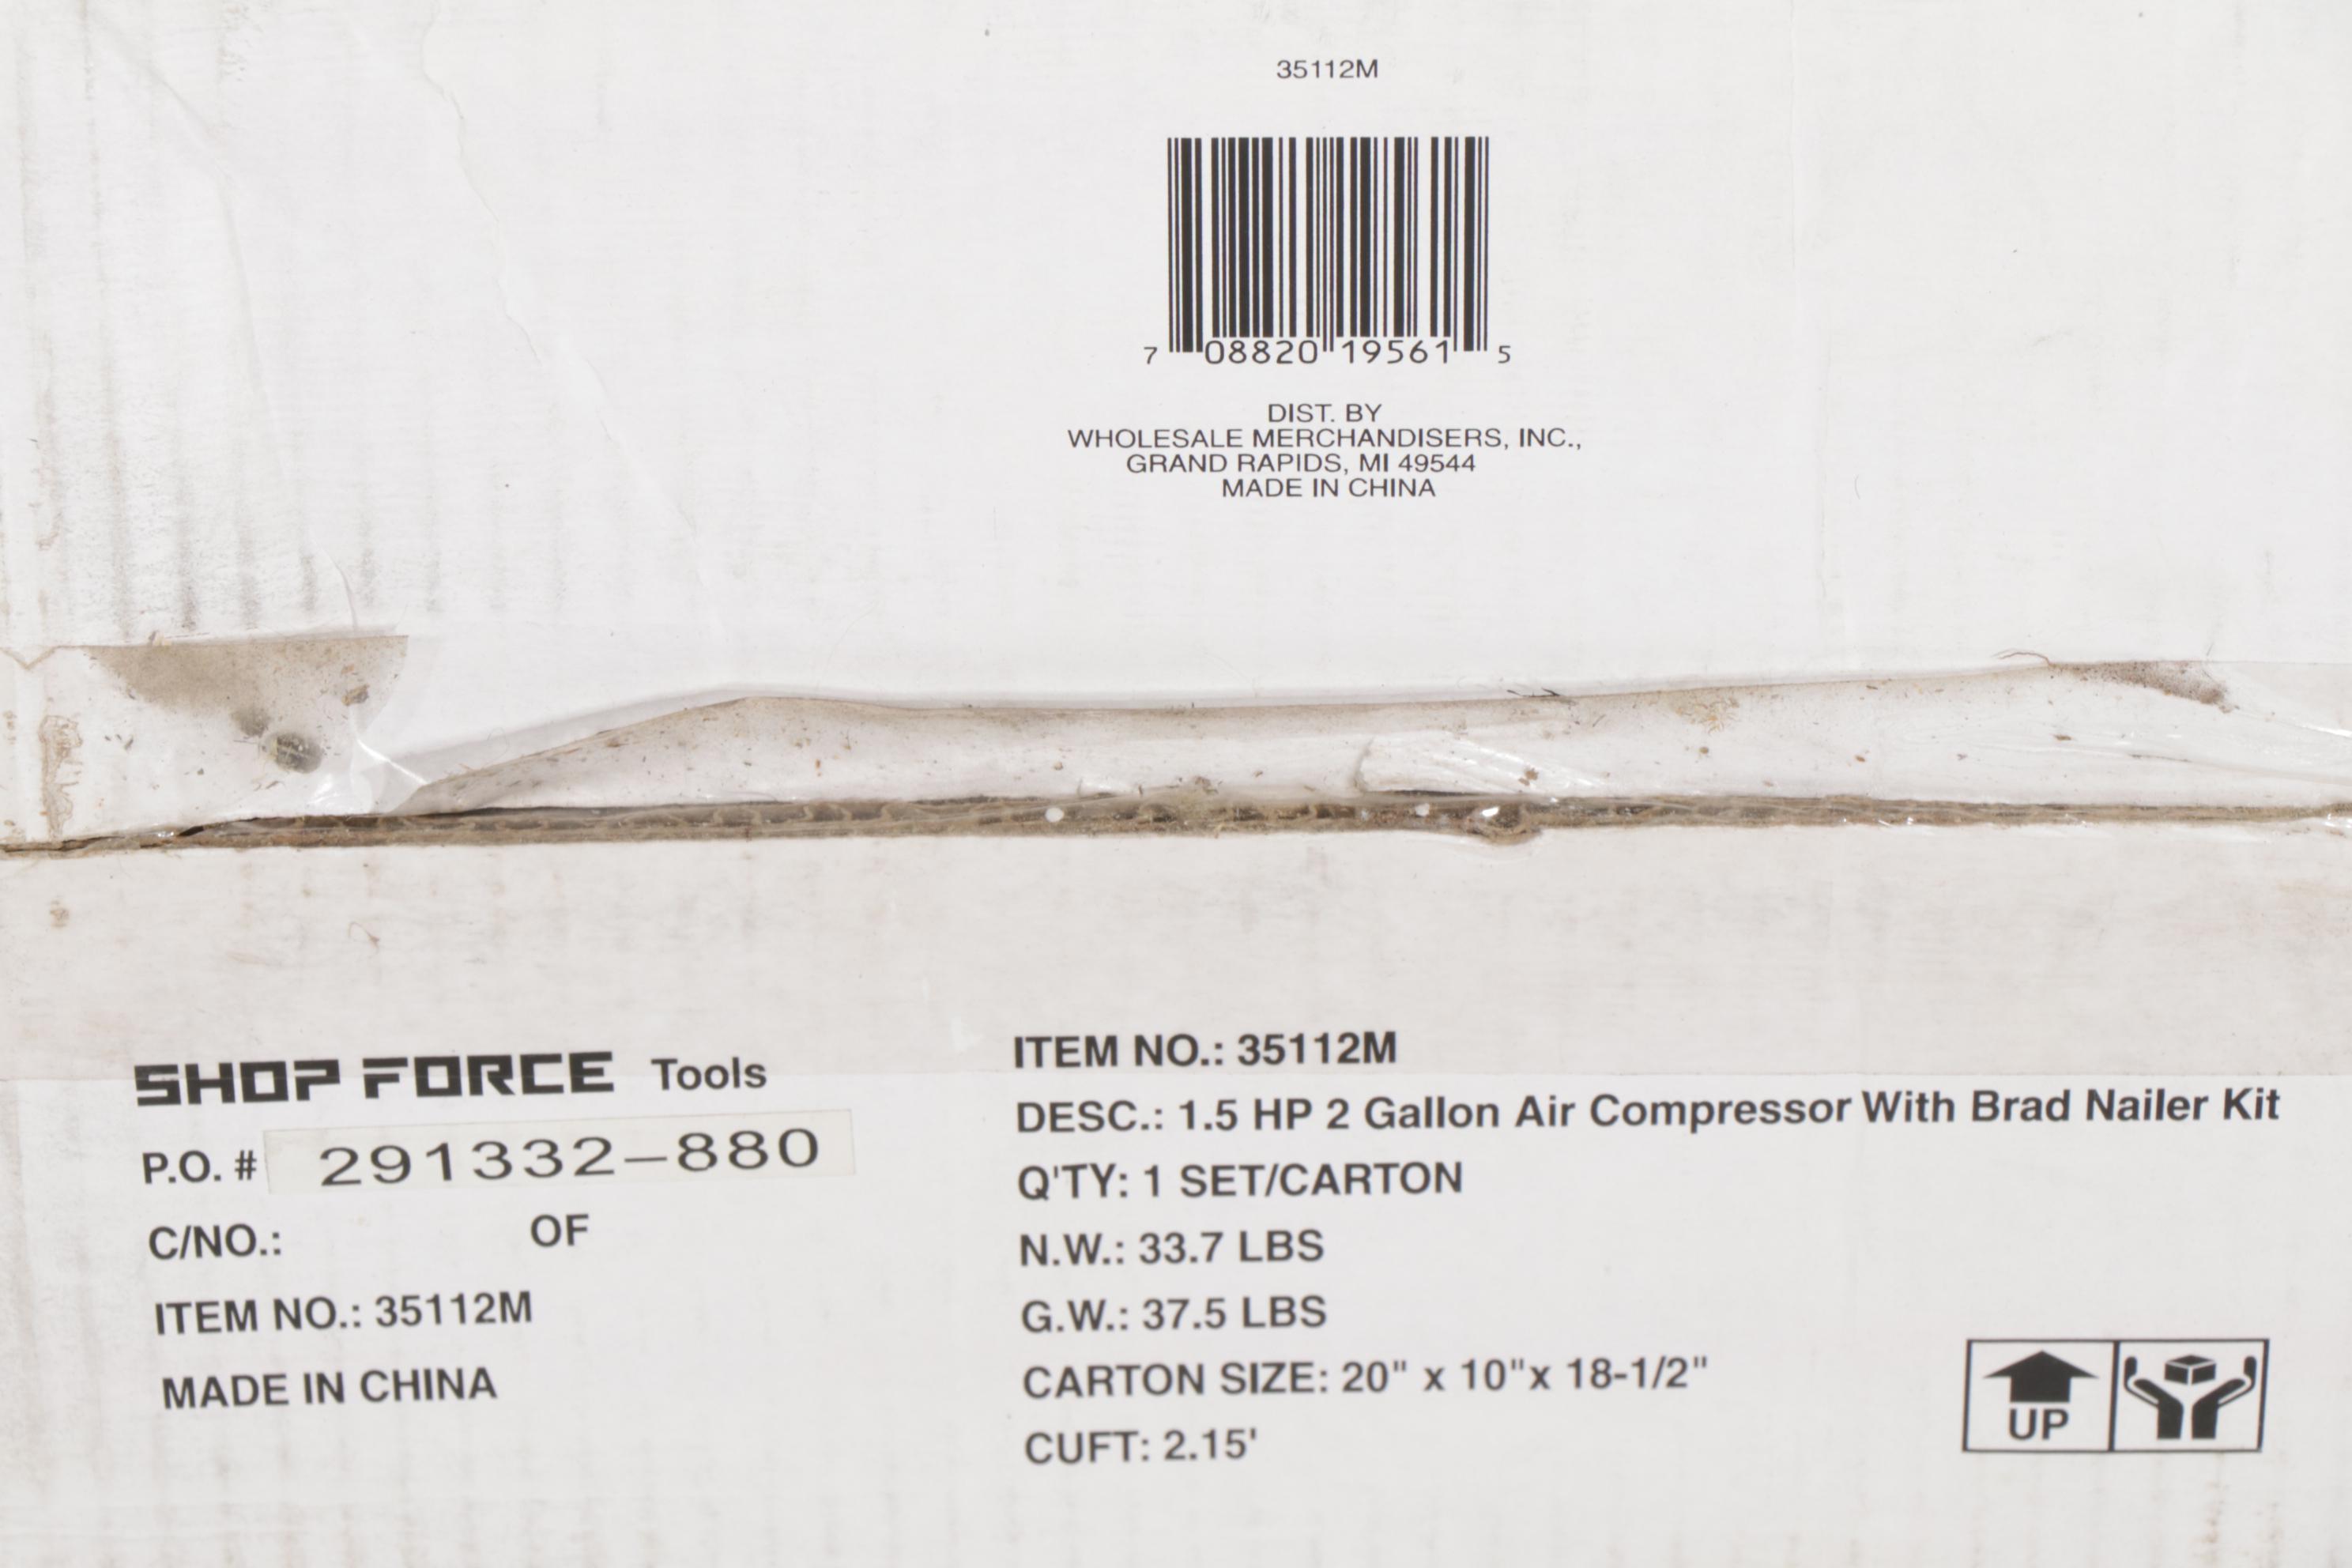 35112M
7 08820 19561 5
DIST. BY
WHOLESALE MERCHANDISERS, INC.,
GRAND RAPIDS, MI 49544
MADE IN CHINA
SHOP FORCE Tools
P.O. # 291332-880
C/NO.: OF
ITEM NO.: 35112M
MADE IN CHINA
ITEM NO.: 35112M
DESC.: 1.5 HP 2 Gallon Air Compressor With Brad Nailer Kit
Q'TY: 1 SET/CARTON
N.W.: 33.7 LBS
G.W.: 37.5 LBS
CARTON SIZE: 20" x 10"x 18-1/2"
CUFT: 2.15'
UP